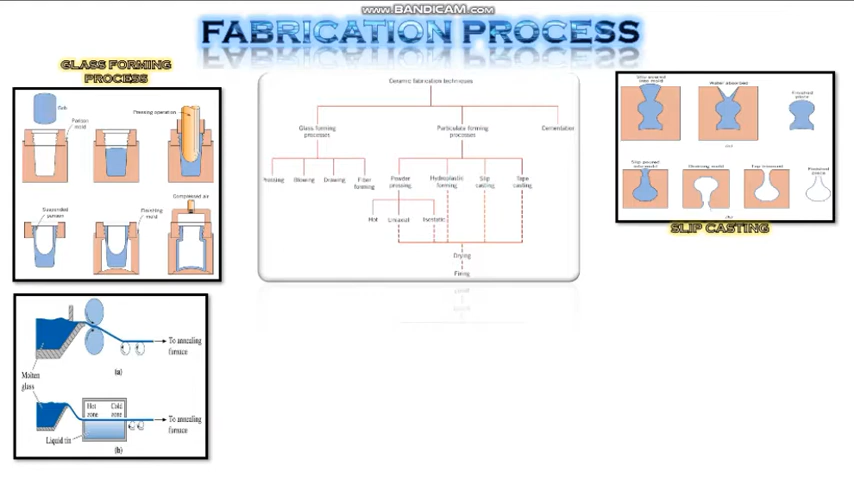 www.BANDICAM.com
FABRICATION PROCESS
GLASS FORMING
PROCESS
Gob
Parison
mold
Pressing operation
Suspended
parison
Finishing
mold
Compressed air
Ceramic fabrication techniques
Glass forming
processes
Particulate forming
processes
Cementation
Pressing
Blowing
Drawing
Fiber
forming
Powder
pressing
Hydroplastic
forming
Slip
casting
Tape
casting
Hot
Uniaxial
Isostatic
Drying
Firing
Slip poured
into mold
Water absorbed
Finished
piece
(a)
Slip poured
into mold
Draining mold
Top trimmed
Finished
piece
(b)
SLIP CASTING
To annealing
furnace
(a)
Molten
glass
Hot
zone
Cold
zone
To annealing
furnace
Liquid tin
(b)